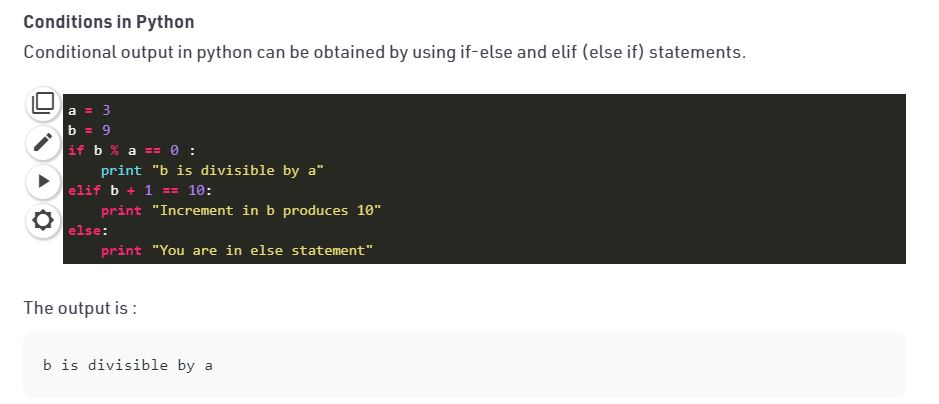 Conditions in Python
Conditional output in python can be obtained by using if-else and elif (else if) statements.
a = 3
b = 9
if b % a == 0 :
    print "b is divisible by a"
elif b + 1 == 10:
    print "Increment in b produces 10"
else:
    print "You are in else statement"
The output is :
b is divisible by a